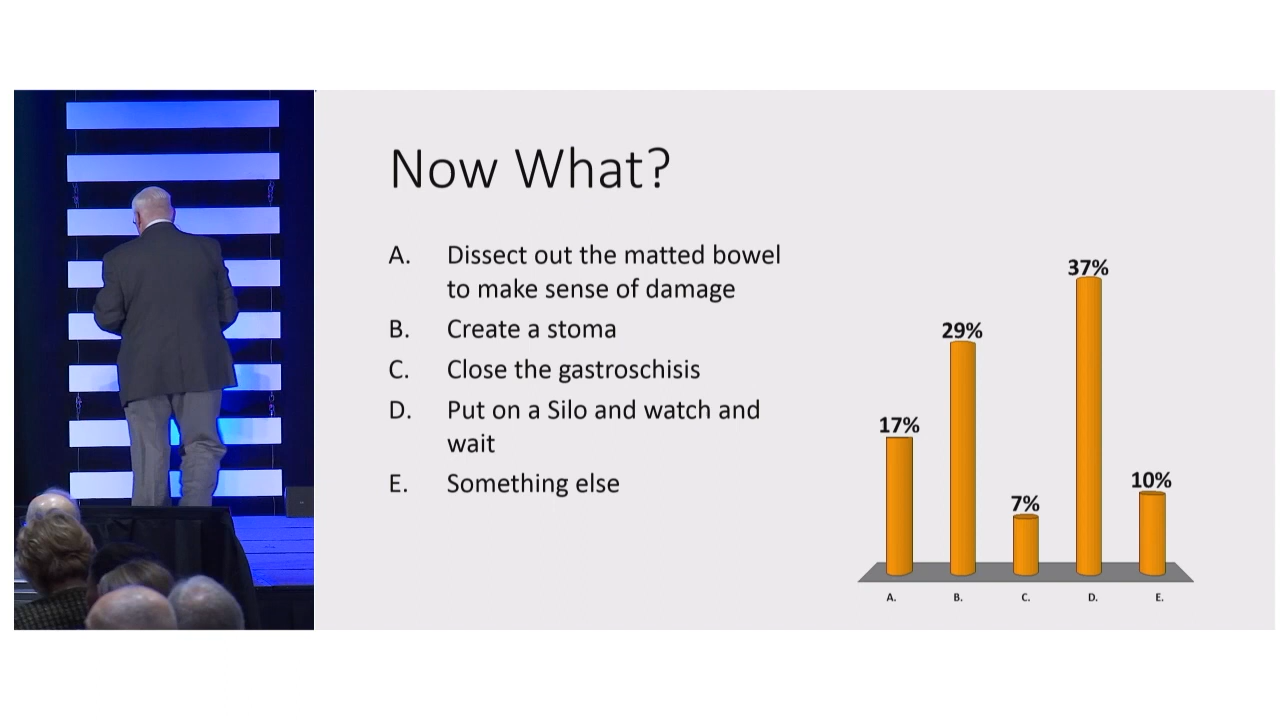 Now What?
A. Dissect out the matted bowel
to make sense of damage
B. Create a stoma
C. Close the gastroschisis
D. Put on a Silo and watch and
wait
E. Something else
37%
29%
17%
10%
7%
A. B. C. D. E.